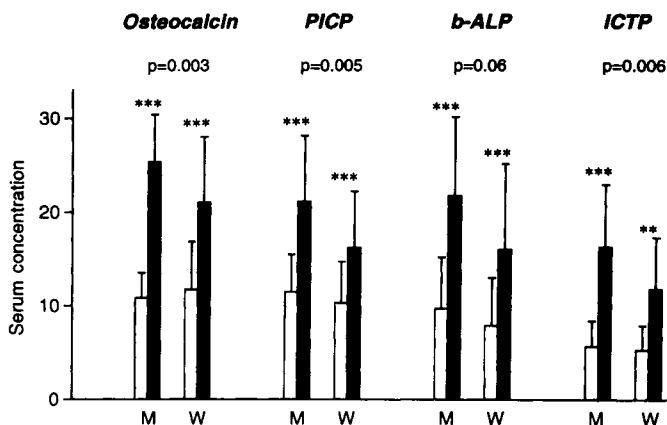 Osteocalcin PICP b-ALP ICTP
p=0.003 p=0.005 p=0.06 p=0.006
Serum concentration
30
20
10
0
*** *** *** *** *** *** *** **
M W M W M W M W